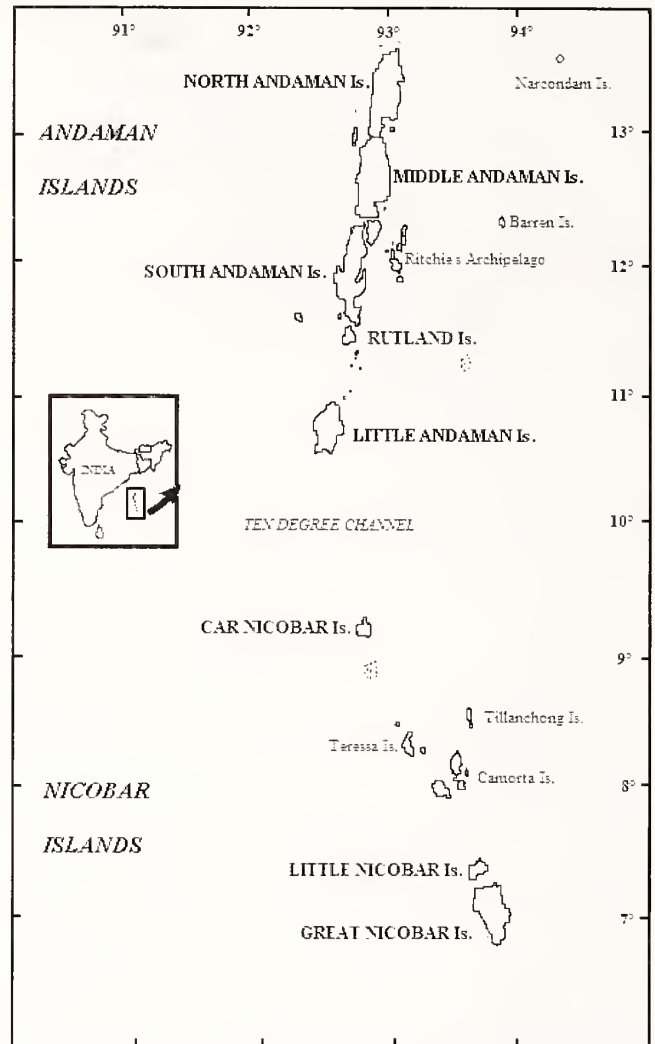 91° 92° 93° 94°
NORTH ANDAMAN Is.
Narcondam Is.
ANDAMAN
13°
ISLANDS
MIDDLE ANDAMAN Is.
Barren Is.
Ritchie's Archipelago
12°
SOUTH ANDAMAN Is.
RUTLAND Is.
11°
LITTLE ANDAMAN Is.
INDIA
TEN DEGREE CHANNEL
10°
CAR NICOBAR Is.
9°
Tillanchong Is.
Teressa Is.
Camorta Is.
NICOBAR
8°
ISLANDS
LITTLE NICOBAR Is.
7°
GREAT NICOBAR Is.